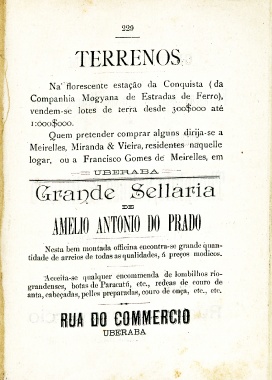 229
TERRENOS
Na florescente estação da Conquista (da
Companhia Mogyana de Estradas de Ferro),
vendem-se lotes de terra desde 300$000 até
1:000$000.
Quem pretender comprar alguns dirija-se a
Meirelles, Miranda & Vieira, residentes naquelle
logar, ou a Francisco Gomes de Meirelles, em
UBERABA
Grande Sellaria
DE
AMELIO ANTONIO DO PRADO
Nesta bem montada officina encontra-se grande quan-
tidade de arreios de todas as qualidades, á preços modicos.
Acceita-se qualquer encommenda de lombilhos rio-
grandenses, botas de Paracatú, etc., redeas de couro de
anta, cabeçadas, pelles preparadas, couro de onça, etc., etc.
RUA DO COMMERCIO
UBERABA